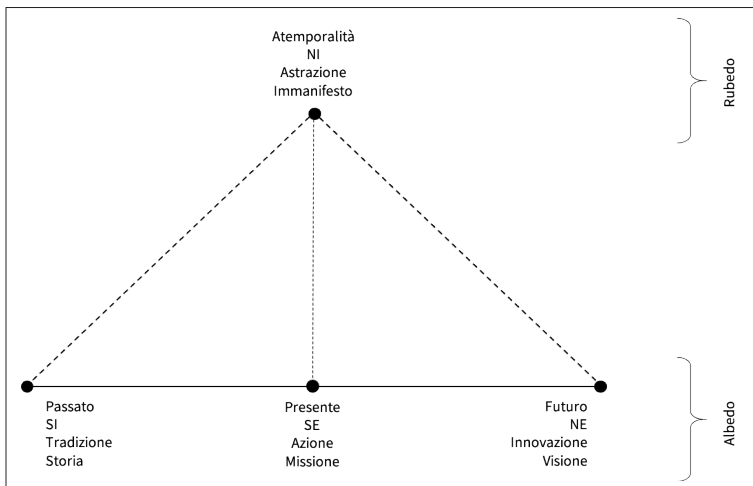 Atemporalità
NI
Astrazione
Immanifesto
Rubedo
Passato
SI
Tradizione
Storia
Presente
SE
Azione
Missione
Futuro
NE
Innovazione
Visione
Albedo